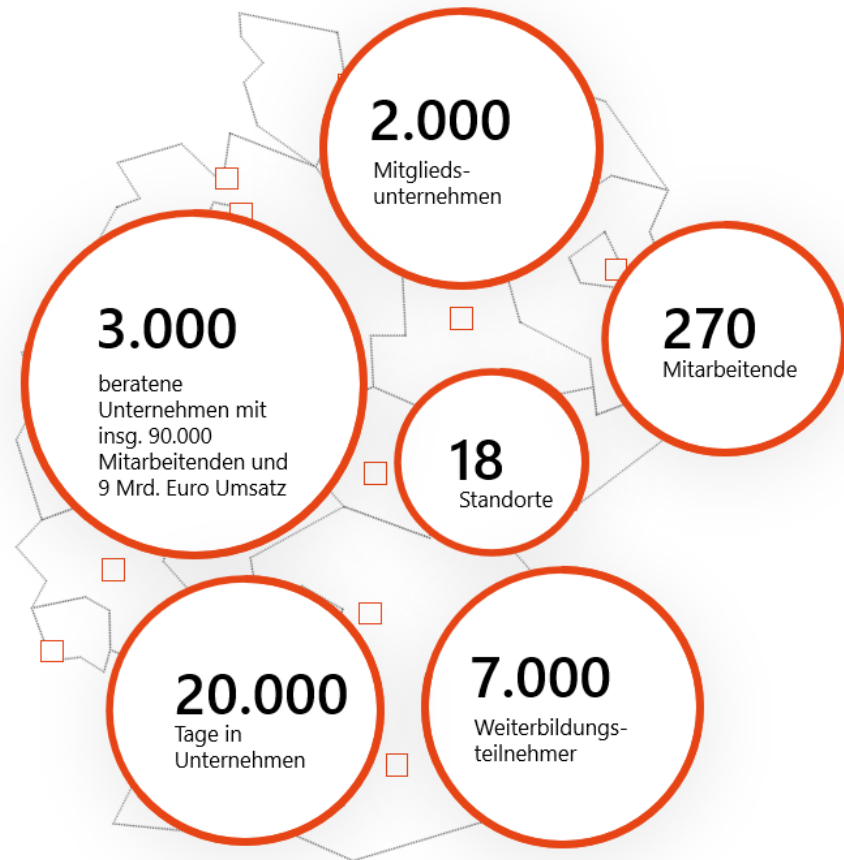 2.000
Mitglieds-
unternehmen
3.000
beratene
Unternehmen mit
insg. 90.000
Mitarbeitenden und
9 Mrd. Euro Umsatz
270
Mitarbeitende
18
Standorte
20.000
Tage in
Unternehmen
7.000
Weiterbildungs-
teilnehmer